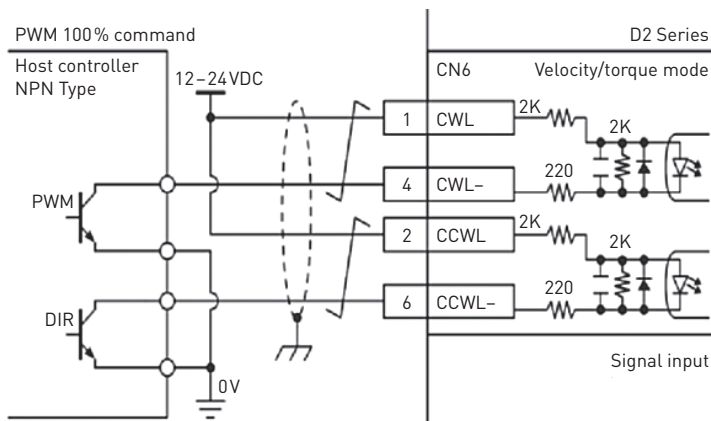 PWM 100% command
D2 Series
Host controller
NPN Type
12–24VDC
CN6
Velocity/torque mode
1
CWL
2K
2K
PWM
4
CWL–
220
2
CCWL
2K
2K
DIR
6
CCWL–
220
0V
Signal input